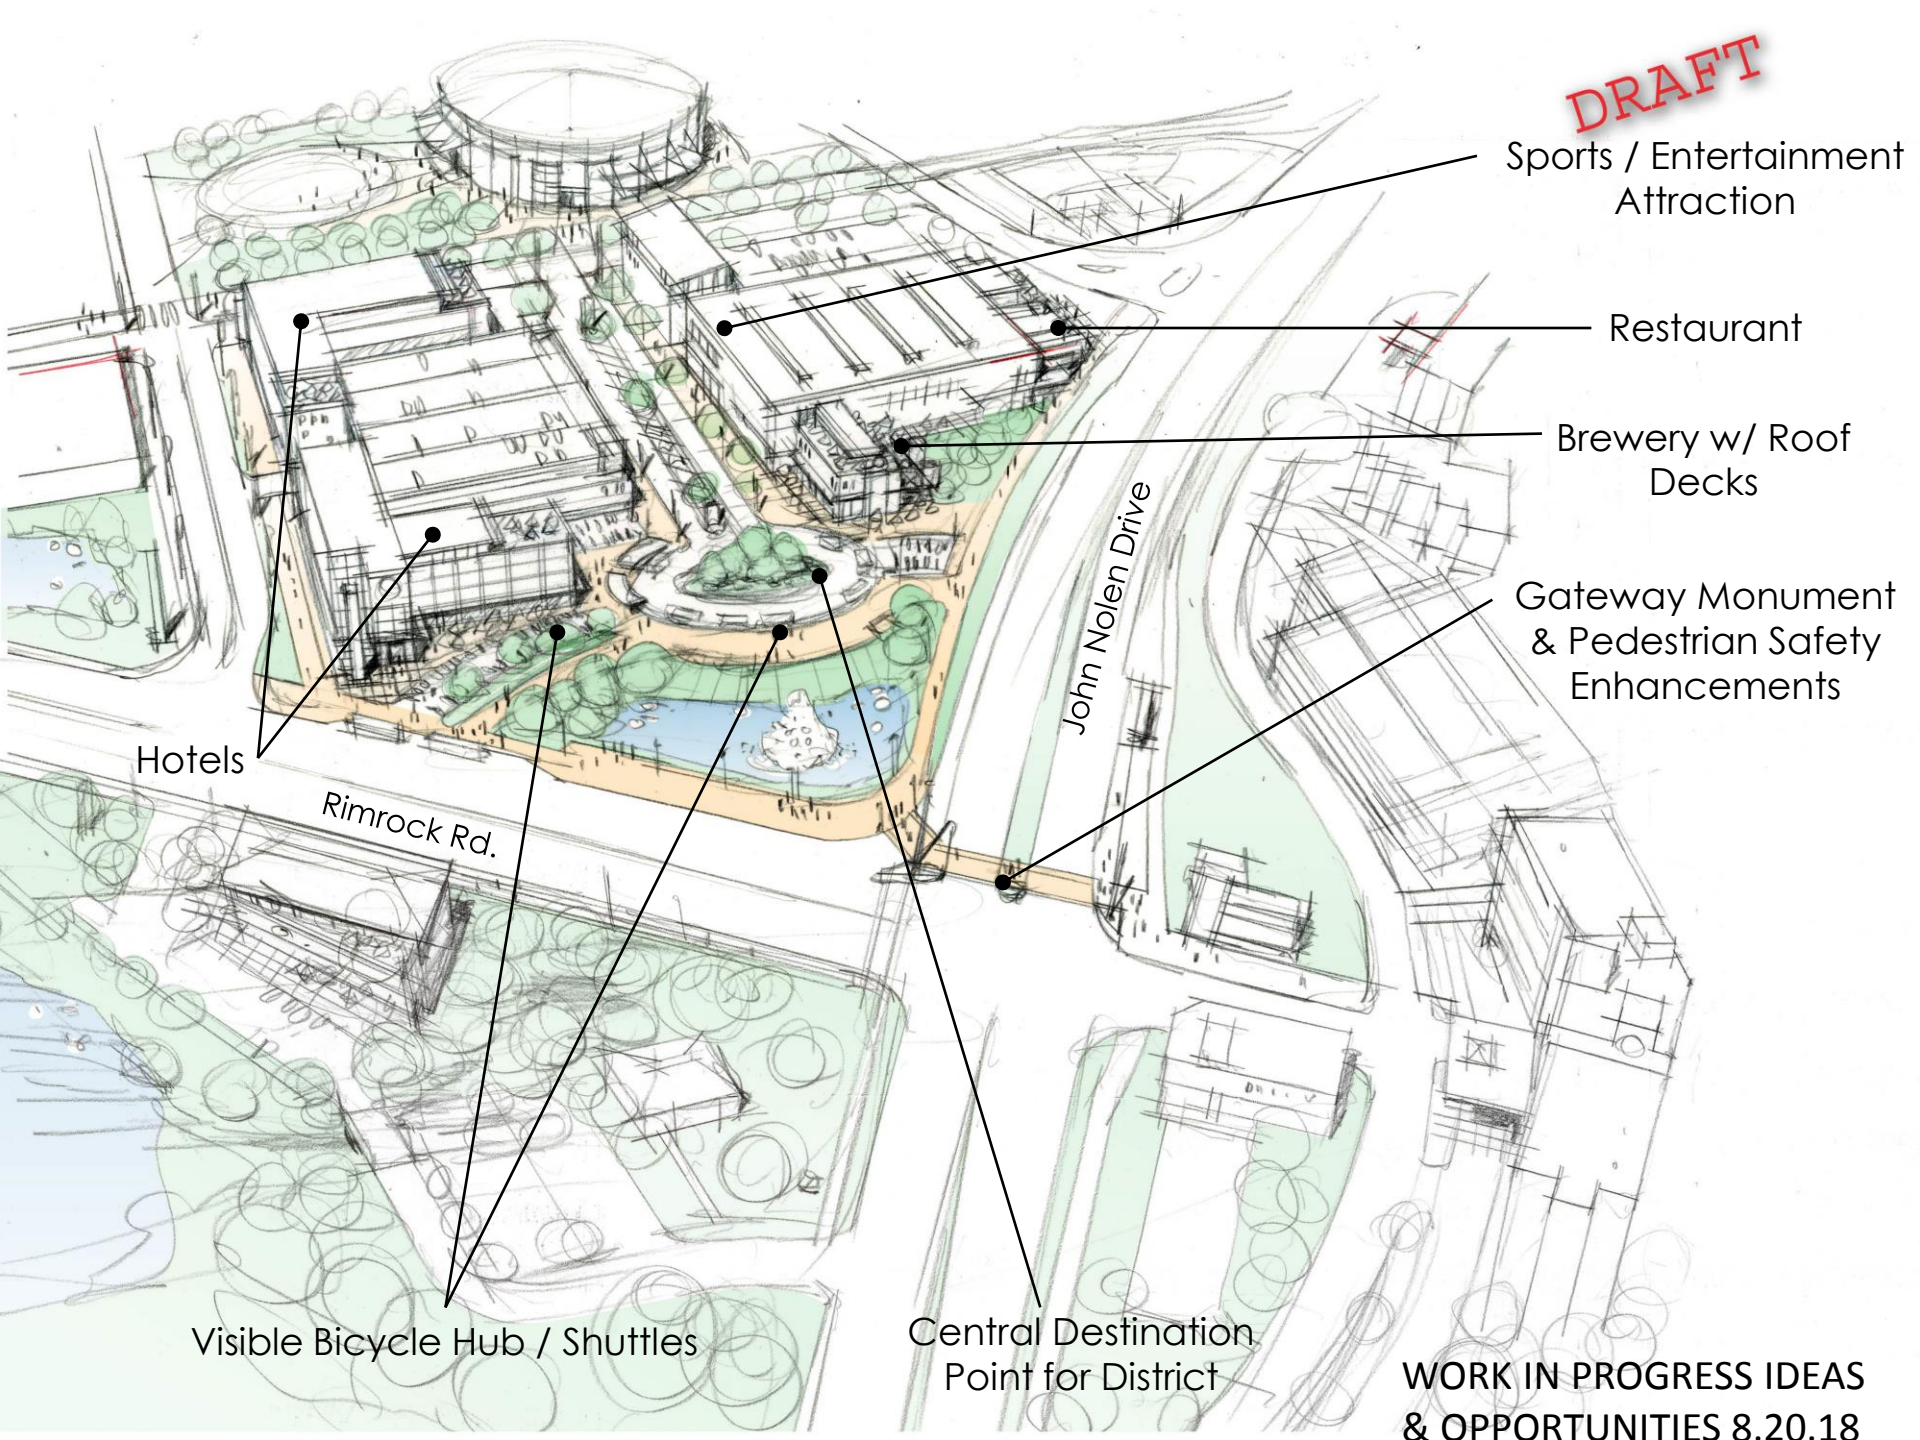 DRAFT
Sports / Entertainment
Attraction
Restaurant
Brewery w/ Roof
Decks
John Nolen Drive
Gateway Monument
& Pedestrian Safety
Enhancements
Hotels
Rimrock Rd.
Visible Bicycle Hub / Shuttles
Central Destination
Point for District
WORK IN PROGRESS IDEAS
& OPPORTUNITIES 8.20.18